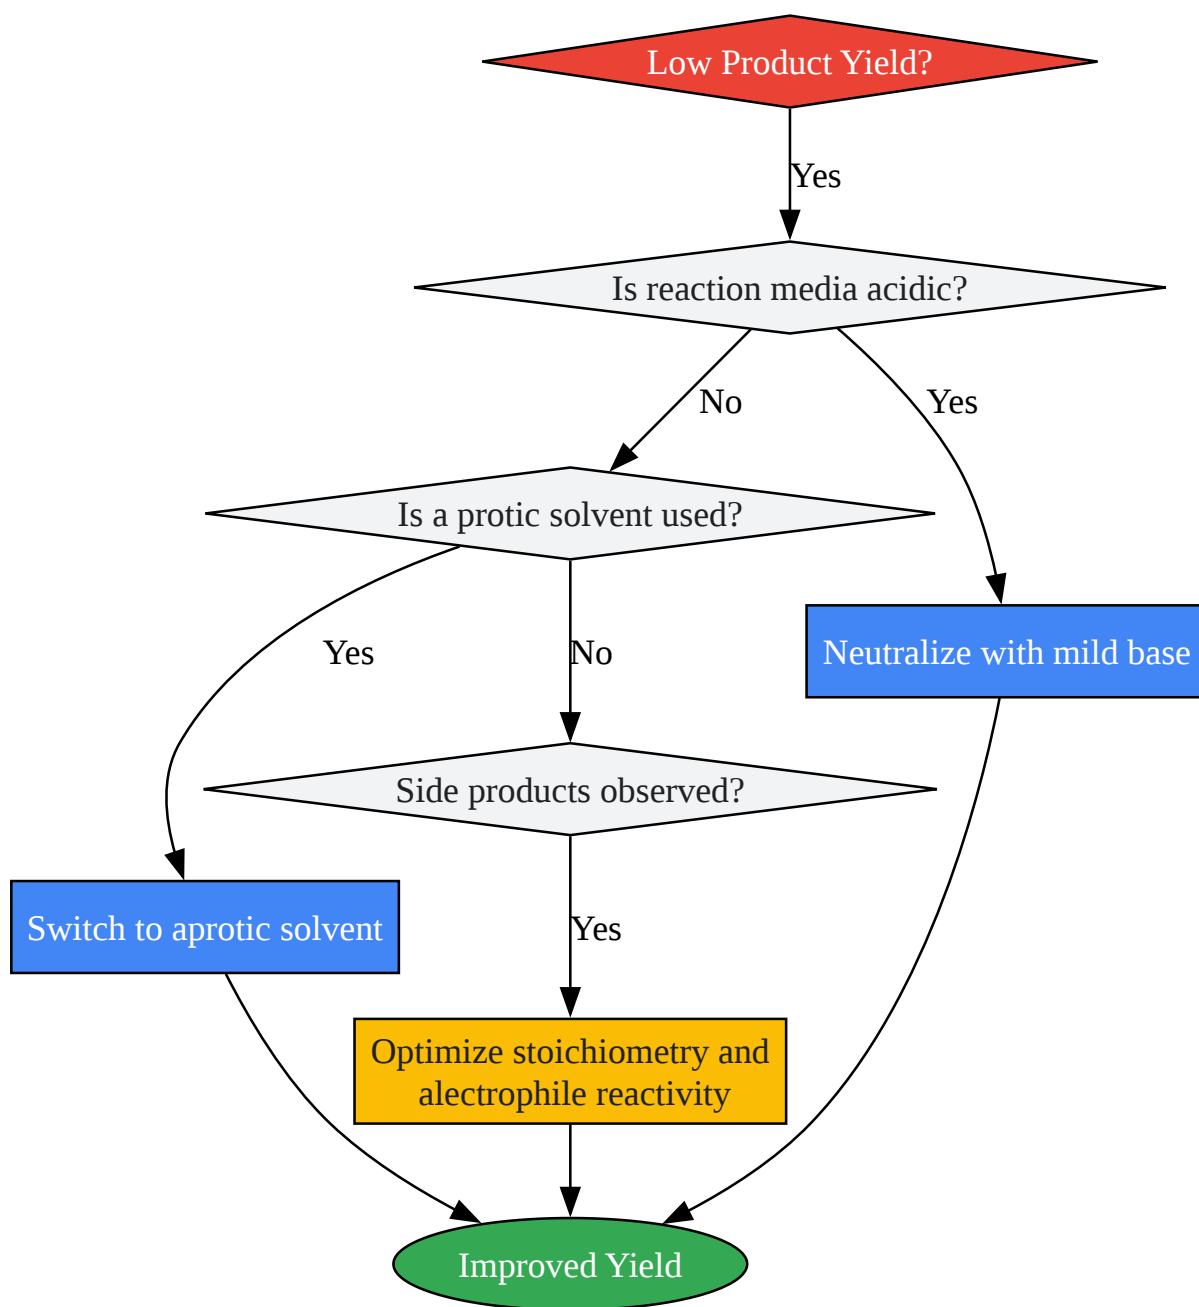 Low Product Yield?
Yes
Is reaction media acidic?
No
Yes
Is a protic solvent used?
Yes
No
Neutralize with mild base
Side products observed?
Switch to aprotic solvent
Yes
Optimize stoichiometry and
alectrophile reactivity
Improved Yield